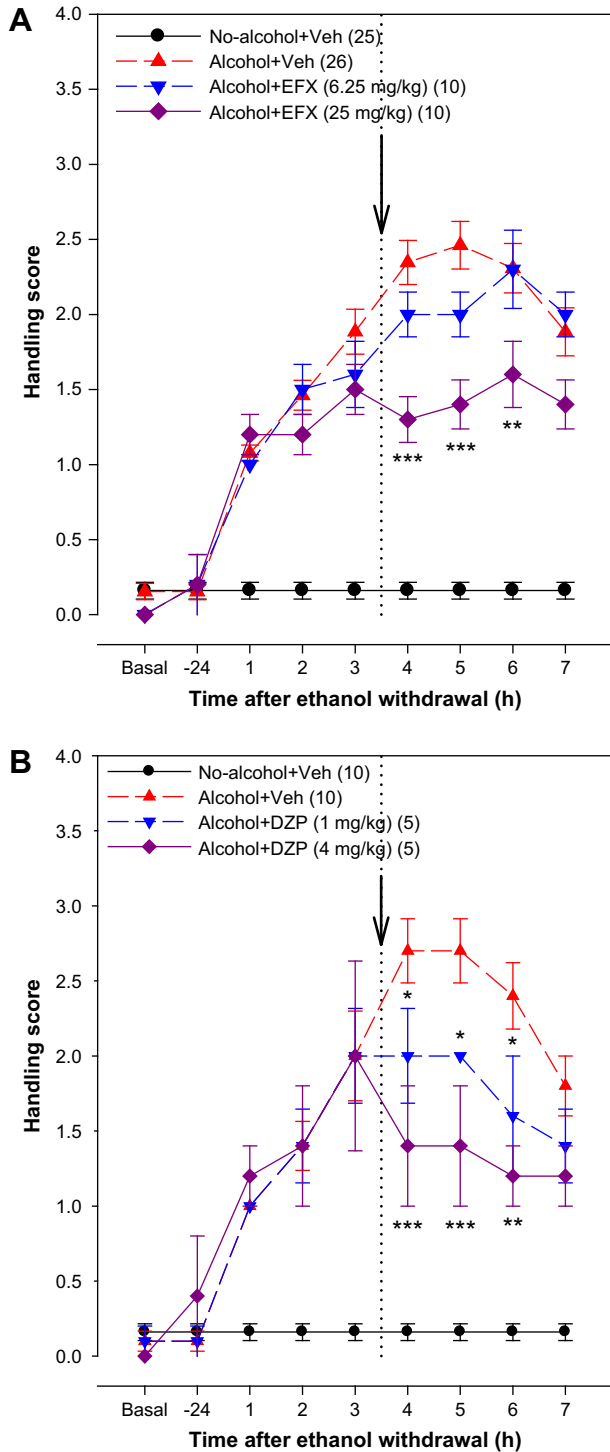 A
No-alcohol+Veh (25)
Alcohol+Veh (26)
Alcohol+EFX (6.25 mg/kg) (10)
Alcohol+EFX (25 mg/kg) (10)
Handling score
4.0
3.5
3.0
2.5
2.0
1.5
1.0
0.5
0.0
*** *** **
Basal -24 1 2 3 4 5 6 7
Time after ethanol withdrawal (h)
B
No-alcohol+Veh (10)
Alcohol+Veh (10)
Alcohol+DZP (1 mg/kg) (5)
Alcohol+DZP (4 mg/kg) (5)
Handling score
4.0
3.5
3.0
2.5
2.0
1.5
1.0
0.5
0.0
* * *
*** *** **
Basal -24 1 2 3 4 5 6 7
Time after ethanol withdrawal (h)